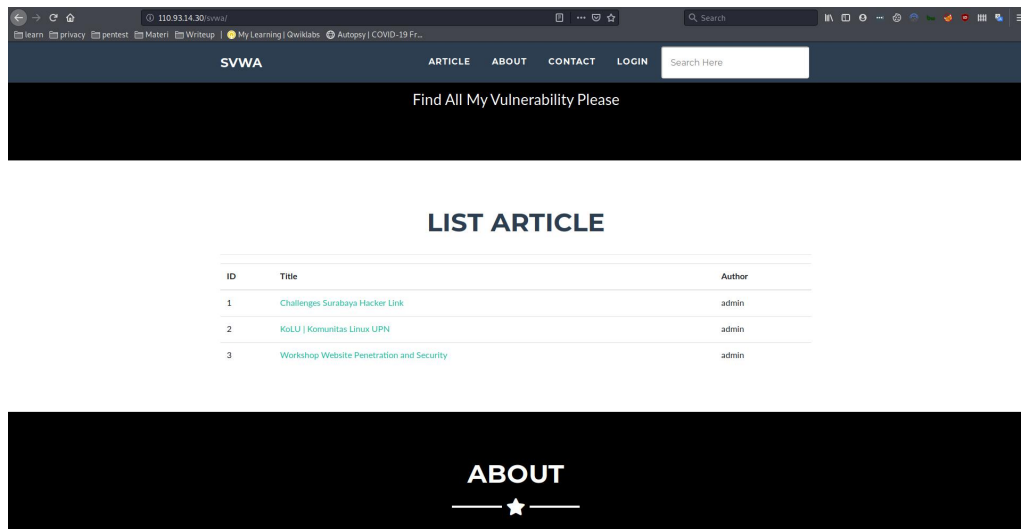 110.93.14.30/svwa/
Search
learn privacy pentest Materi Writeup | My Learning | Qwiklabs Autopsy | COVID-19 Fr...
SVWA ARTICLE ABOUT CONTACT LOGIN Search Here
Find All My Vulnerability Please
LIST ARTICLE
ID Title Author
1 Challenges Surabaya Hacker Link admin
2 KoLU | Komunitas Linux UPN admin
3 Workshop Website Penetration and Security admin
ABOUT